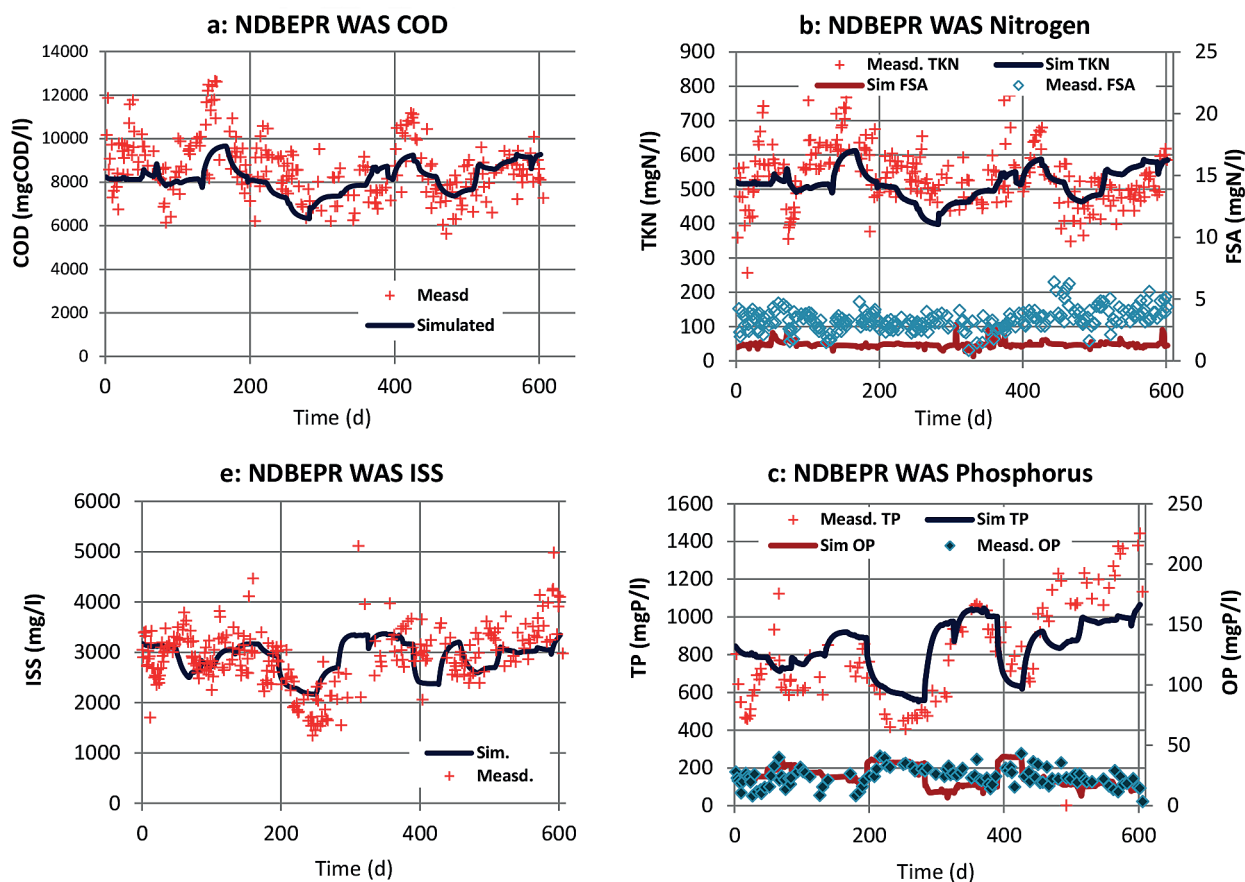 a: NDBEPR WAS COD
14000
12000
10000
8000
6000
4000
2000
0
COD (mgCOD/l)
Measd
Simulated
0 200 400 600
Time (d)
b: NDBEPR WAS Nitrogen
900
800
700
600
500
400
300
200
100
0
TKN (mgN/l)
Measd. TKN Sim TKN
Sim FSA Measd. FSA
25
20
15
10
5
0
FSA (mgN/l)
0 200 400 600
Time (d)
e: NDBEPR WAS ISS
6000
5000
4000
3000
2000
1000
0
ISS (mg/l)
Sim.
Measd.
0 200 400 600
Time (d)
c: NDBEPR WAS Phosphorus
1600
1400
1200
1000
800
600
400
200
0
TP (mgP/l)
Measd. TP Sim TP
Sim OP Measd. OP
250
200
150
100
50
0
OP (mgP/l)
0 200 400 600
Time (d)